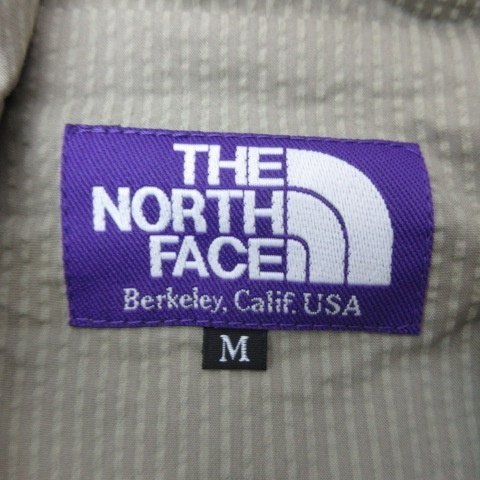 THE
NORTH
FACE
Berkeley, Calif. USA
M